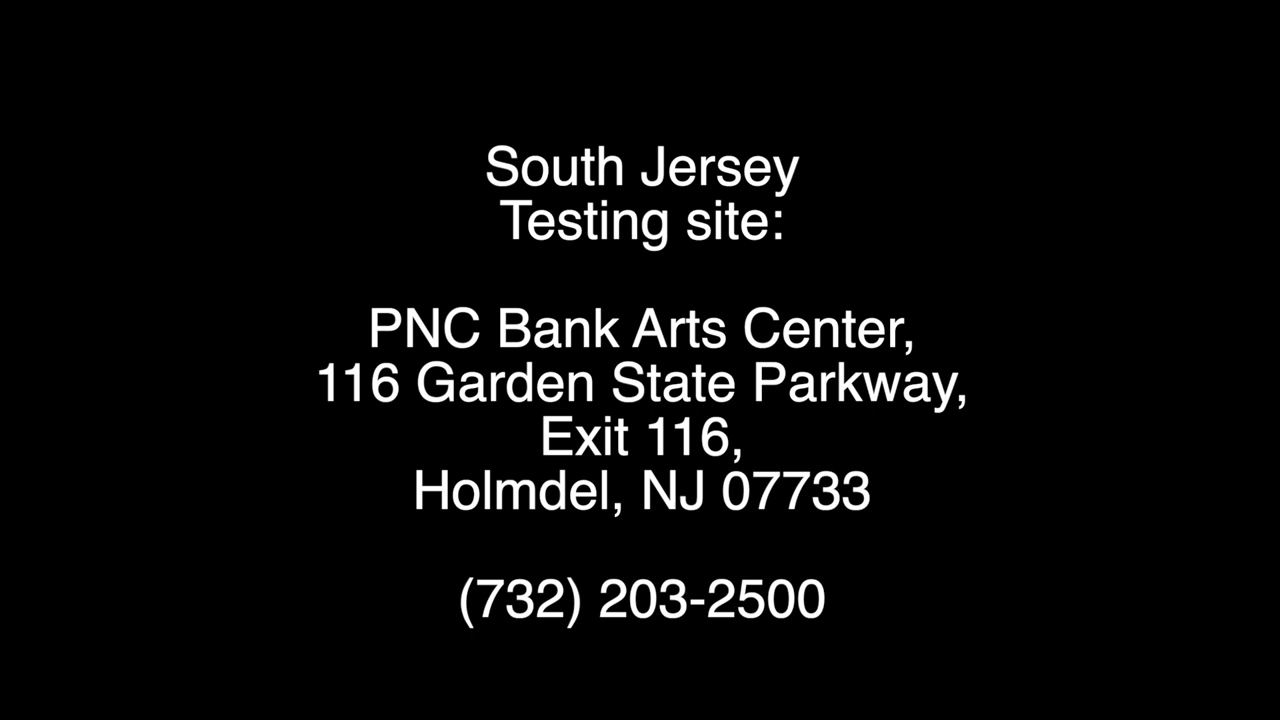 South Jersey
Testing site:
PNC Bank Arts Center,
116 Garden State Parkway,
Exit 116,
Holmdel, NJ 07733
(732) 203-2500